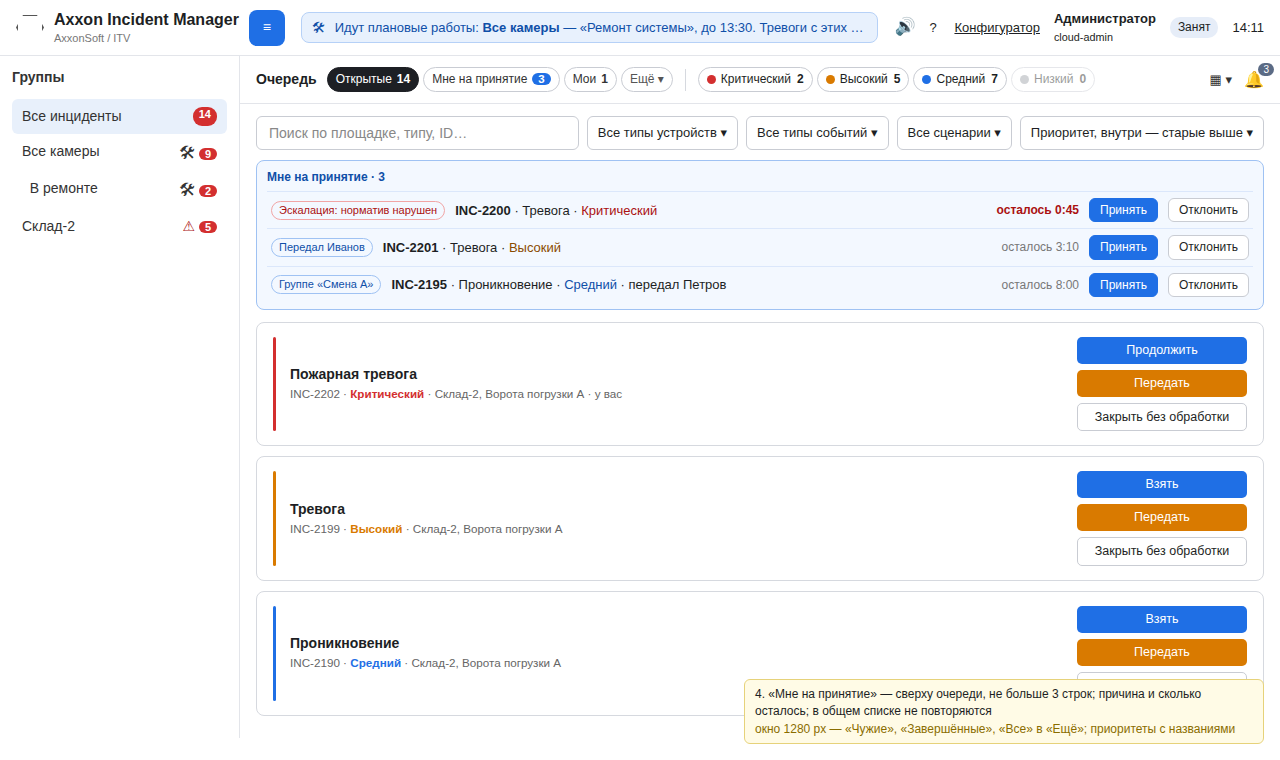 Axxon Incident Manager
AxxonSoft / ITV
≡
🛠 Идут плановые работы: Все камеры — «Ремонт системы», до 13:30. Тревоги с этих …
?
Конфигуратор
Администратор
cloud-admin
Занят
14:11
Группы
Все инциденты 14
Все камеры 🛠 9
В ремонте 🛠 2
Склад-2 ⚠ 5
Очередь Открытые 14 Мне на принятие 3 Мои 1 Ещё ▾ Критический 2 Высокий 5 Средний 7 Низкий 0 ▦ ▾ 🔔 3
Поиск по площадке, типу, ID… Все типы устройств ▾ Все типы событий ▾ Все сценарии ▾ Приоритет, внутри — старые выше ▾
Мне на принятие · 3
Эскалация: норматив нарушен INC-2200 · Тревога · Критический осталось 0:45 Принять Отклонить
Передал Иванов INC-2201 · Тревога · Высокий осталось 3:10 Принять Отклонить
Группе «Смена А» INC-2195 · Проникновение · Средний · передал Петров осталось 8:00 Принять Отклонить
Пожарная тревога
INC-2202 · Критический · Склад-2, Ворота погрузки А · у вас
Продолжить
Передать
Закрыть без обработки
Тревога
INC-2199 · Высокий · Склад-2, Ворота погрузки А
Взять
Передать
Закрыть без обработки
Проникновение
INC-2190 · Средний · Склад-2, Ворота погрузки А
Взять
Передать
4. «Мне на принятие» — сверху очереди, не больше 3 строк; причина и сколько
осталось; в общем списке не повторяются
окно 1280 px — «Чужие», «Завершённые», «Все» в «Ещё»; приоритеты с названиями